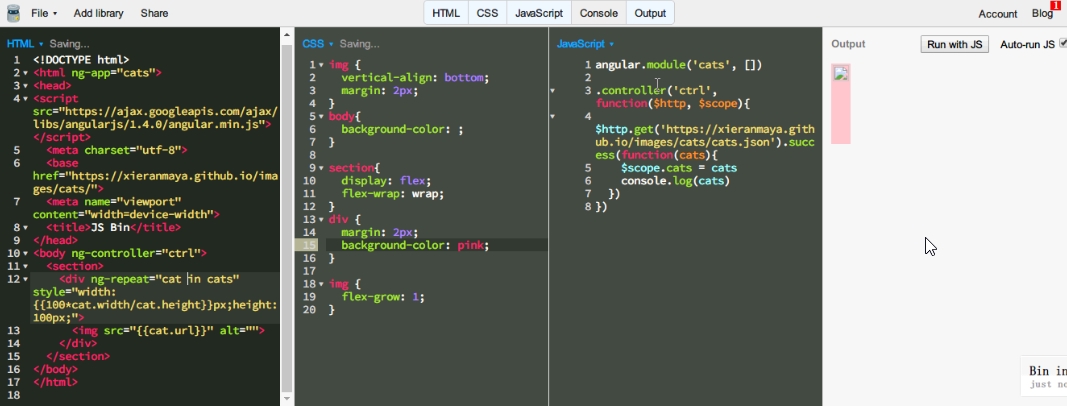 File ▾ Add library Share HTML CSS JavaScript Console Output Account Blog 1
HTML ▾ Saving...
1 <!DOCTYPE html>
2 <html ng-app="cats">
3 <head>
4 <script
src="https://ajax.googleapis.com/ajax/
libs/angularjs/1.4.0/angular.min.js">
</script>
5 <meta charset="utf-8">
6 <base
href="https://xieranmaya.github.io/ima
ges/cats/">
7 <meta name="viewport"
content="width=device-width">
8 <title>JS Bin</title>
9 </head>
10 <body ng-controller="ctrl">
11 <section>
12 <div ng-repeat="cat in cats"
style="width:
{{100*cat.width/cat.height}}px;height:
100px;">
13 <img src="{{cat.url}}" alt="">
14 </div>
15 </section>
16 </body>
17 </html>
18
CSS ▾ Saving...
1 img {
2 vertical-align: bottom;
3 margin: 2px;
4 }
5 body{
6 background-color: ;
7 }
8
9 section{
10 display: flex;
11 flex-wrap: wrap;
12 }
13 div {
14 margin: 2px;
15 background-color: pink;
16 }
17
18 img {
19 flex-grow: 1;
20 }
JavaScript ▾
1 angular.module('cats', [])
2
3 .controller('ctrl',
function($http, $scope){
4
$http.get('https://xieranmaya.gith
ub.io/images/cats/cats.json').succ
ess(function(cats){
5 $scope.cats = cats
6 console.log(cats)
7 })
8 })
Output Run with JS Auto-run JS
Bin in
just